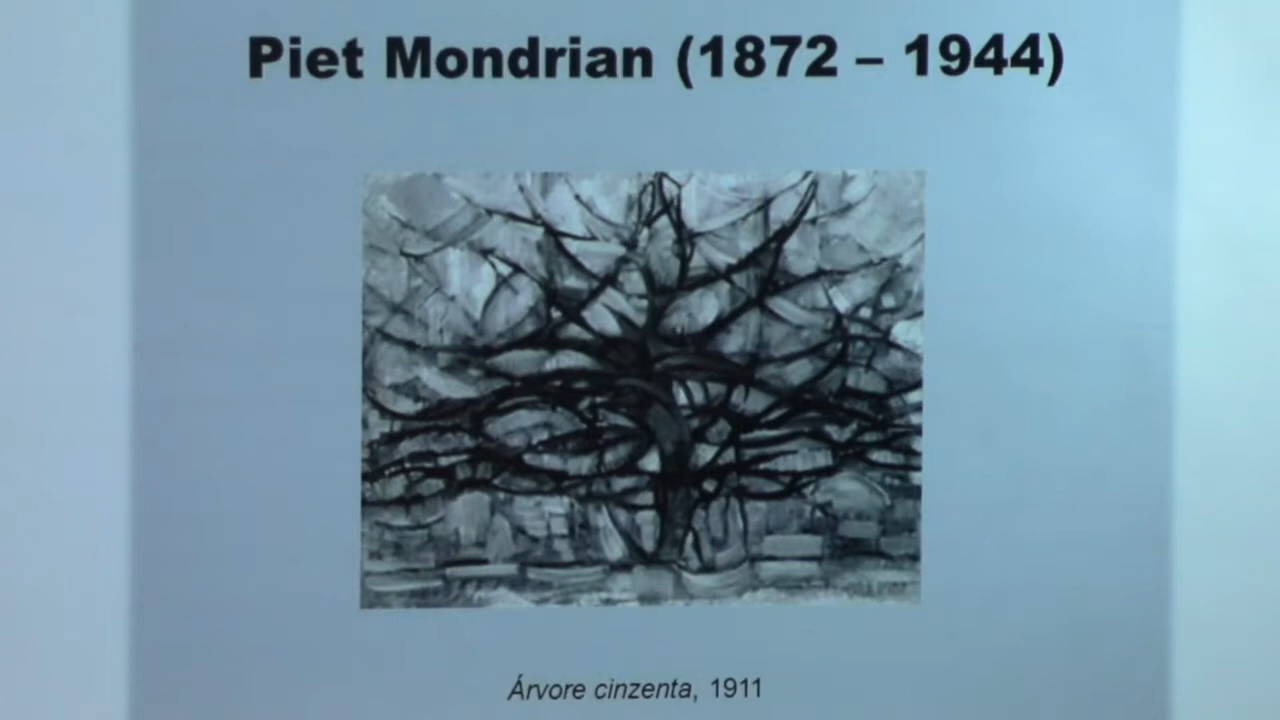 Piet Mondrian (1872 – 1944)
Árvore cinzenta, 1911